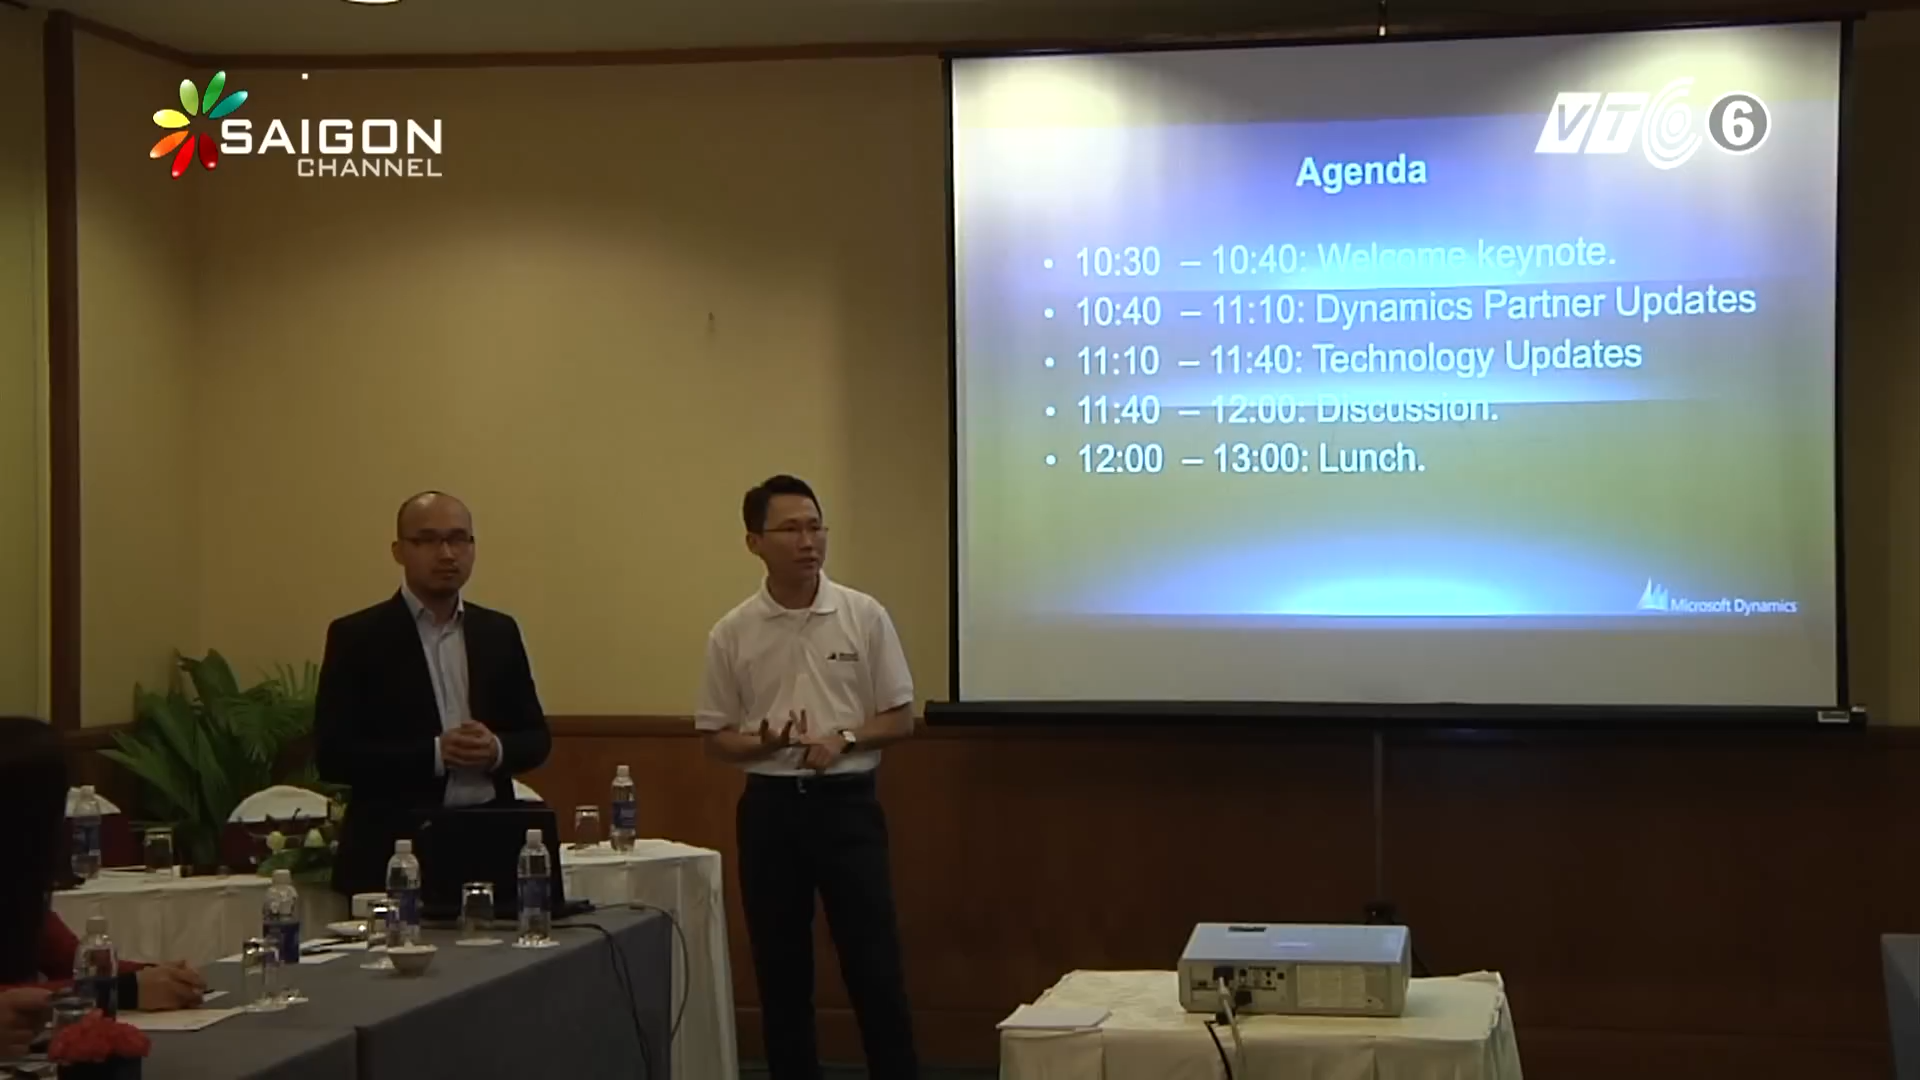 SAIGON
CHANNEL
VTC 6
Agenda
• 10:30 – 10:40: Welcome keynote.
• 10:40 – 11:10: Dynamics Partner Updates
• 11:10 – 11:40: Technology Updates
• 11:40 – 12:00: Discussion.
• 12:00 – 13:00: Lunch.
Microsoft Dynamics